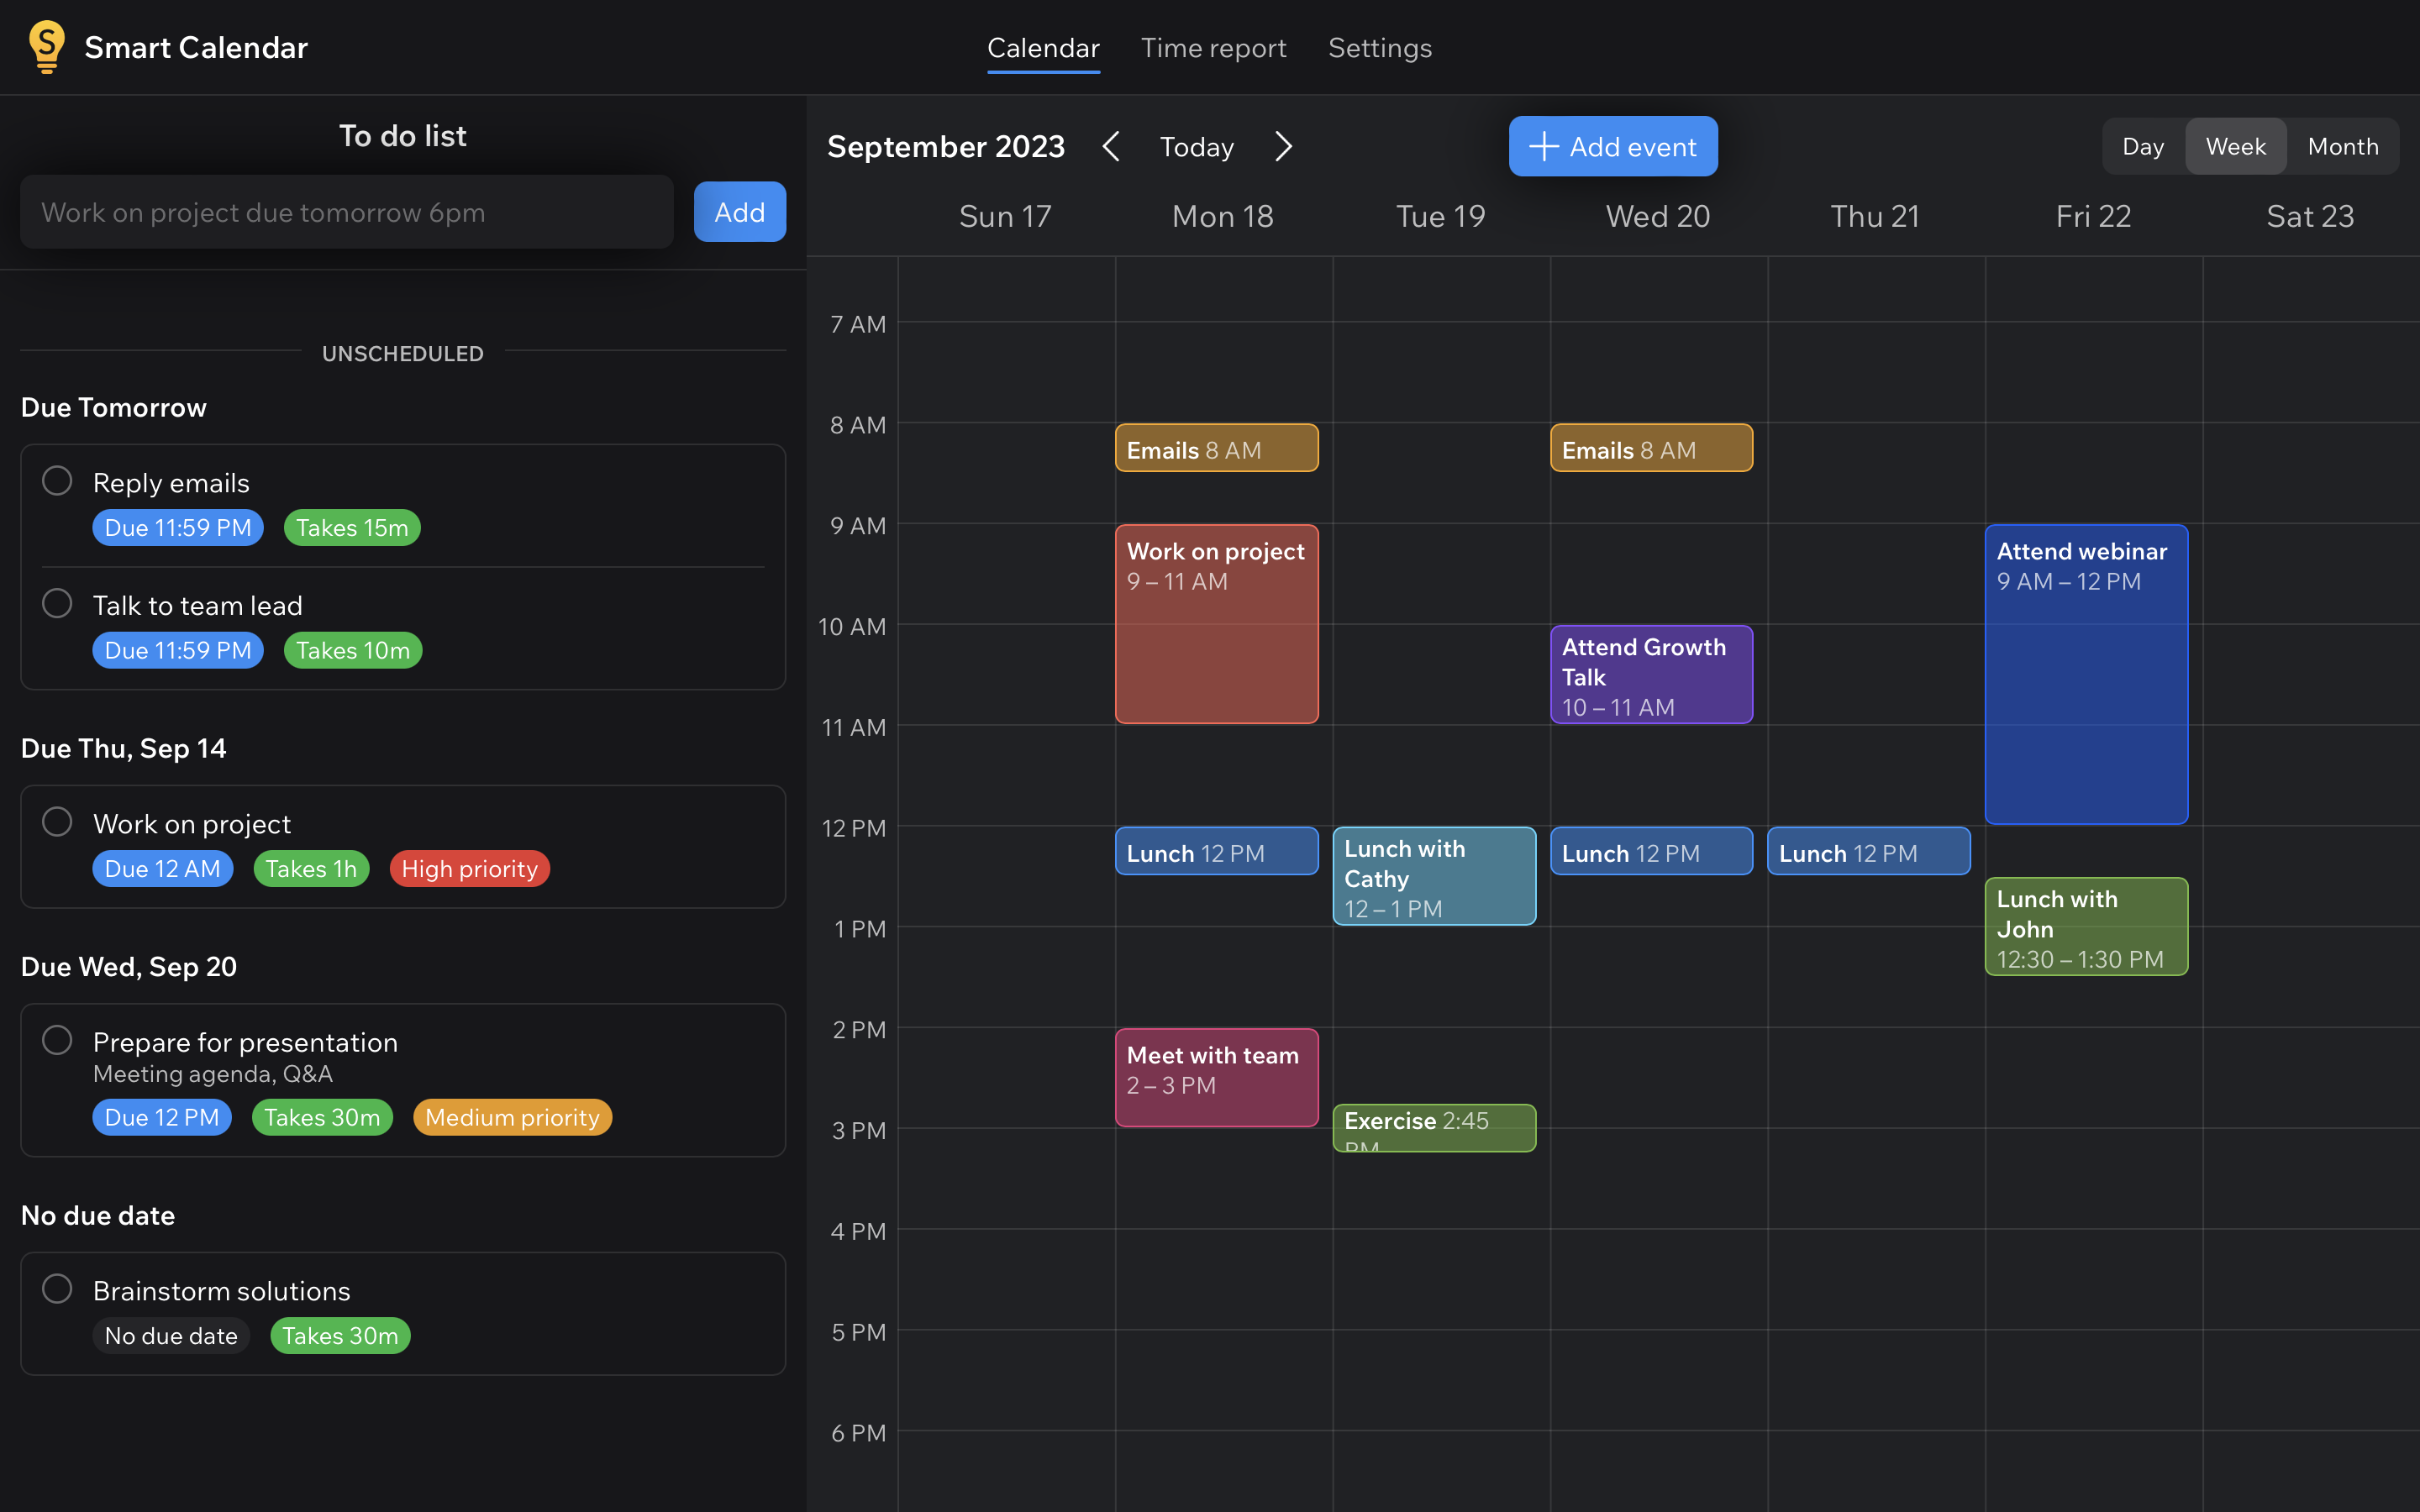 S
Smart Calendar
Calendar
Time report
Settings
To do list
Work on project due tomorrow 6pm
Add
UNSCHEDULED
Due Tomorrow
Reply emails
Due 11:59 PM
Takes 15m
Talk to team lead
Due 11:59 PM
Takes 10m
Due Thu, Sep 14
Work on project
Due 12 AM
Takes 1h
High priority
Due Wed, Sep 20
Prepare for presentation
Meeting agenda, Q&A
Due 12 PM
Takes 30m
Medium priority
No due date
Brainstorm solutions
No due date
Takes 30m
September 2023
Today
Add event
Day
Week
Month
Sun 17
Mon 18
Tue 19
Wed 20
Thu 21
Fri 22
Sat 23
7 AM
8 AM
9 AM
10 AM
11 AM
12 PM
1 PM
2 PM
3 PM
4 PM
5 PM
6 PM
Emails 8 AM
Work on project
9 – 11 AM
Lunch 12 PM
Meet with team
2 – 3 PM
Lunch with
Cathy
12 – 1 PM
Exercise 2:45
PM
Emails 8 AM
Attend Growth
Talk
10 – 11 AM
Lunch 12 PM
Lunch 12 PM
Attend webinar
9 AM – 12 PM
Lunch with
John
12:30 – 1:30 PM